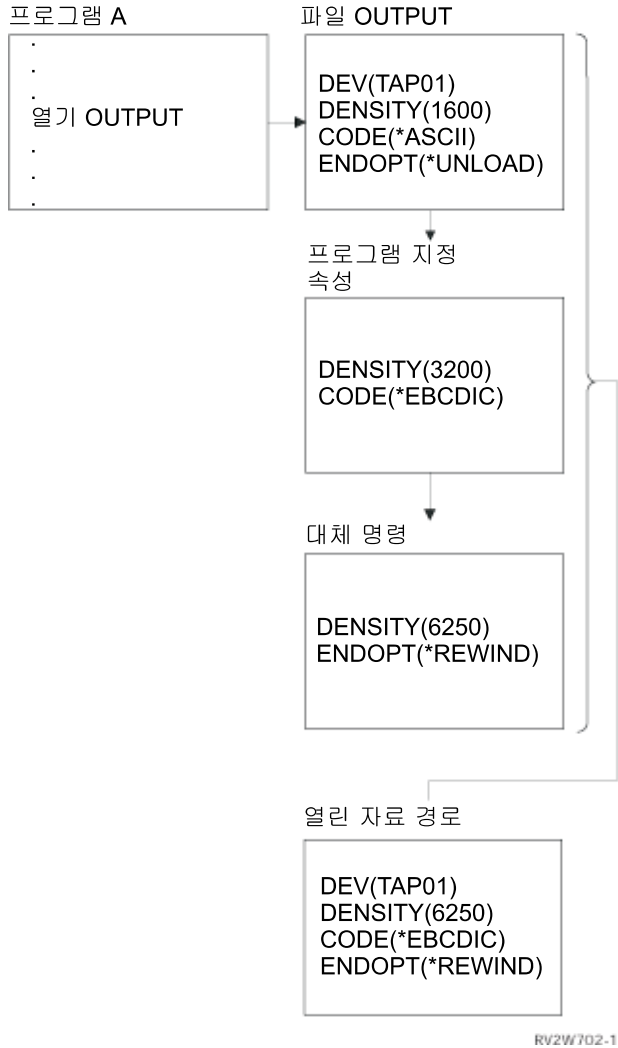 프로그램 A
.
.
.
열기 OUTPUT
.
.
.
파일 OUTPUT
DEV(TAP01)
DENSITY(1600)
CODE(*ASCII)
ENDOPT(*UNLOAD)
프로그램 지정
속성
DENSITY(3200)
CODE(*EBCDIC)
대체 명령
DENSITY(6250)
ENDOPT(*REWIND)
열린 자료 경로
DEV(TAP01)
DENSITY(6250)
CODE(*EBCDIC)
ENDOPT(*REWIND)
RV2W702-1